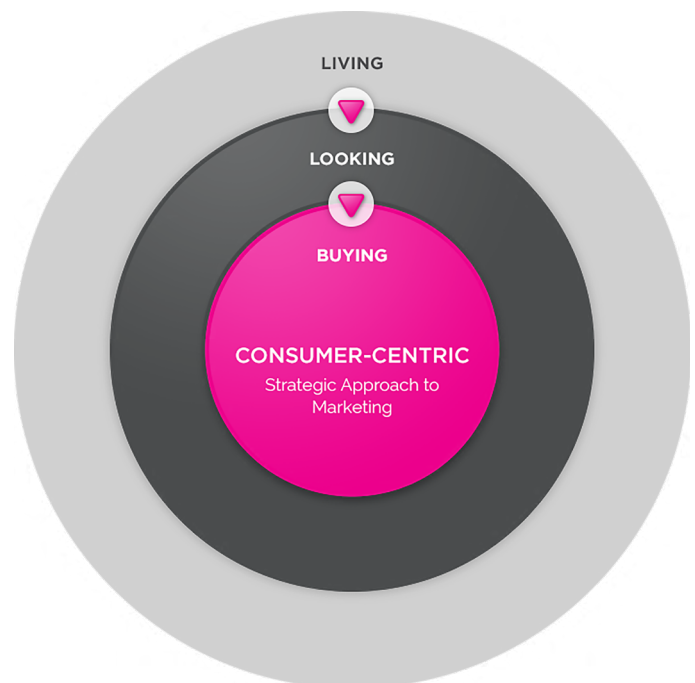 LIVING
LOOKING
BUYING
CONSUMER-CENTRIC
Strategic Approach to
Marketing